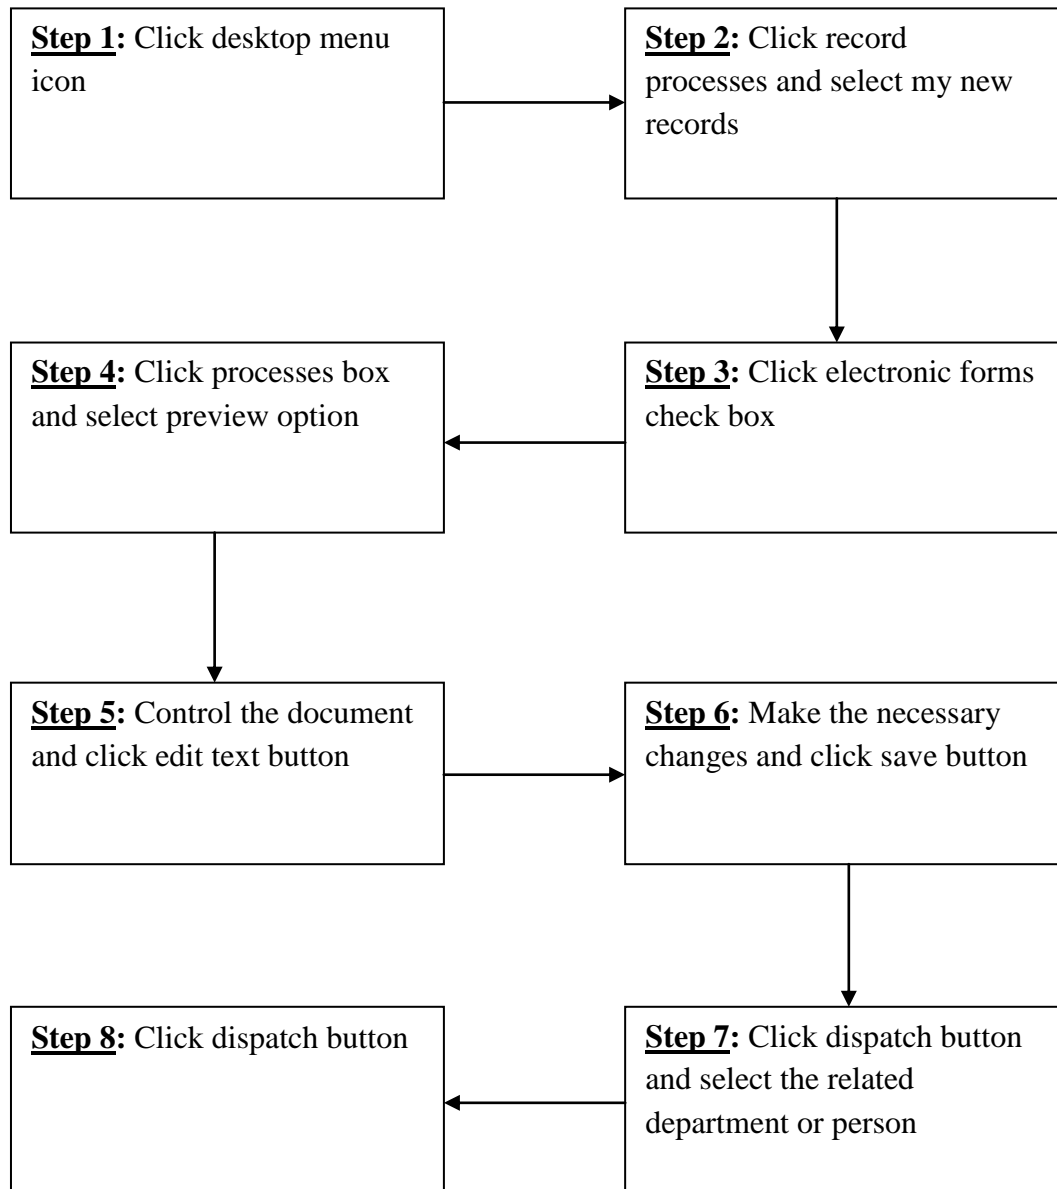 Step 1: Click desktop menu
icon
Step 2: Click record
processes and select my new
records
Step 3: Click electronic forms
check box
Step 4: Click processes box
and select preview option
Step 5: Control the document
and click edit text button
Step 6: Make the necessary
changes and click save button
Step 7: Click dispatch button
and select the related
department or person
Step 8: Click dispatch button